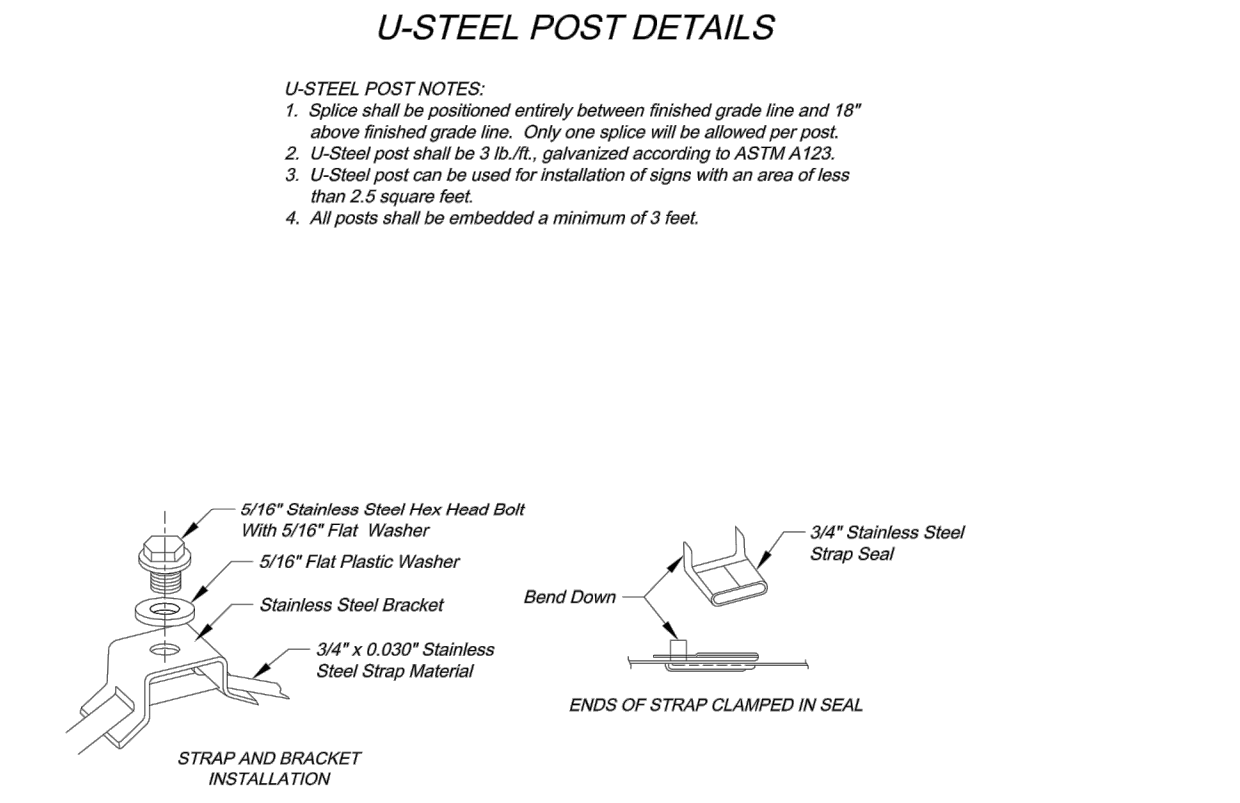 U-STEEL POST DETAILS
U-STEEL POST NOTES:
1. Splice shall be positioned entirely between finished grade line and 18"
above finished grade line. Only one splice will be allowed per post.
2. U-Steel post shall be 3 lb./ft., galvanized according to ASTM A123.
3. U-Steel post can be used for installation of signs with an area of less
than 2.5 square feet.
4. All posts shall be embedded a minimum of 3 feet.
5/16" Stainless Steel Hex Head Bolt
With 5/16" Flat Washer
5/16" Flat Plastic Washer
Stainless Steel Bracket
3/4" x 0.030" Stainless
Steel Strap Material
STRAP AND BRACKET
INSTALLATION
3/4" Stainless Steel
Strap Seal
Bend Down
ENDS OF STRAP CLAMPED IN SEAL